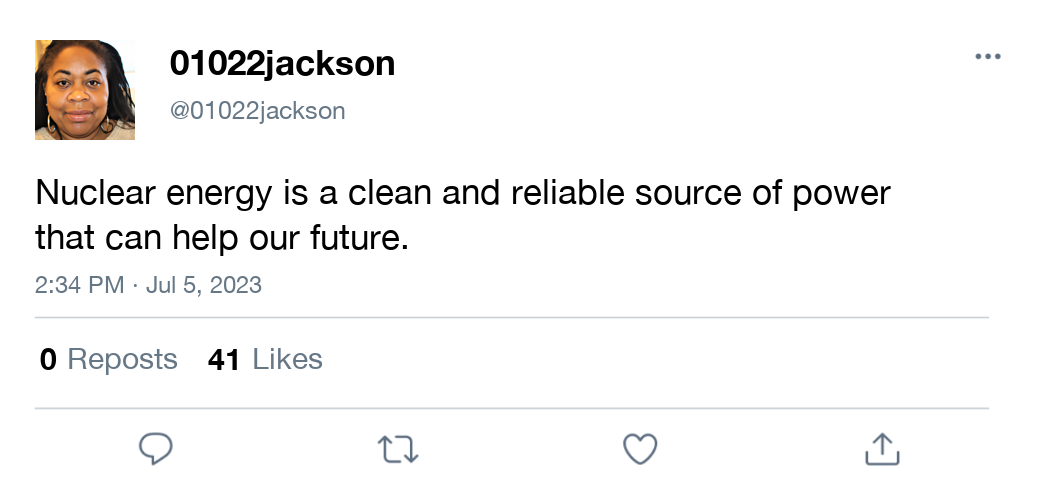 01022jackson
@01022jackson
Nuclear energy is a clean and reliable source of power
that can help our future.
2:34 PM · Jul 5, 2023
0 Reposts 41 Likes